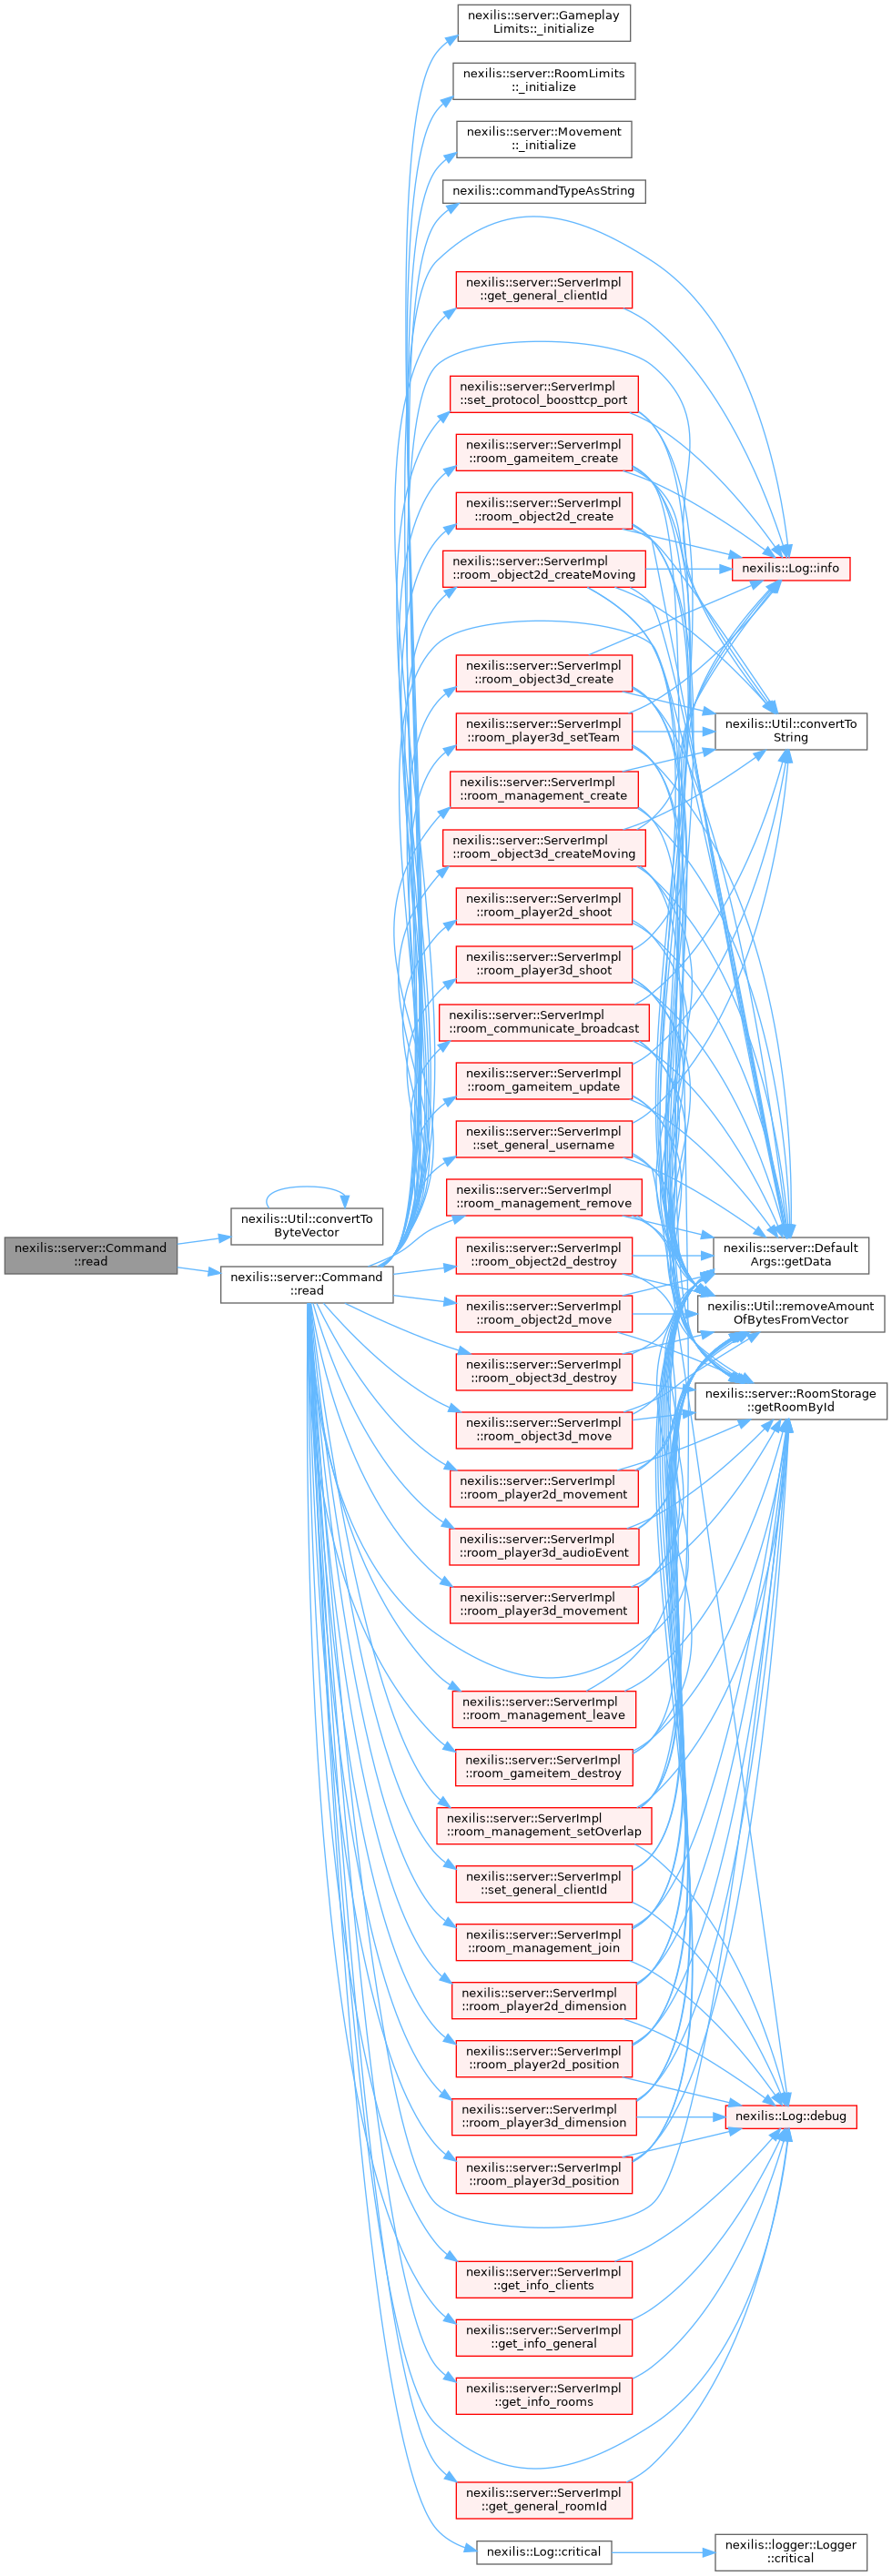 nexilis::server::Gameplay
Limits::_initialize
nexilis::server::RoomLimits
::_initialize
nexilis::server::Movement
::_initialize
nexilis::commandTypeAsString
nexilis::server::ServerImpl
::get_general_clientId
nexilis::server::ServerImpl
::set_protocol_boosttcp_port
nexilis::server::ServerImpl
::room_gameitem_create
nexilis::server::ServerImpl
::room_object2d_create
nexilis::server::ServerImpl
::room_object2d_createMoving
nexilis::Log::info
nexilis::server::ServerImpl
::room_object3d_create
nexilis::server::ServerImpl
::room_player3d_setTeam
nexilis::Util::convertTo
String
nexilis::server::ServerImpl
::room_management_create
nexilis::server::ServerImpl
::room_object3d_createMoving
nexilis::server::ServerImpl
::room_player2d_shoot
nexilis::server::ServerImpl
::room_player3d_shoot
nexilis::server::ServerImpl
::room_communicate_broadcast
nexilis::server::ServerImpl
::room_gameitem_update
nexilis::server::ServerImpl
::set_general_username
nexilis::server::ServerImpl
::room_management_remove
nexilis::Util::convertTo
ByteVector
nexilis::server::Command
::read
nexilis::server::Command
::read
nexilis::server::ServerImpl
::room_object2d_destroy
nexilis::server::Default
Args::getData
nexilis::server::ServerImpl
::room_object2d_move
nexilis::Util::removeAmount
OfBytesFromVector
nexilis::server::ServerImpl
::room_object3d_destroy
nexilis::server::RoomStorage
::getRoomById
nexilis::server::ServerImpl
::room_object3d_move
nexilis::server::ServerImpl
::room_player2d_movement
nexilis::server::ServerImpl
::room_player3d_audioEvent
nexilis::server::ServerImpl
::room_player3d_movement
nexilis::server::ServerImpl
::room_management_leave
nexilis::server::ServerImpl
::room_gameitem_destroy
nexilis::server::ServerImpl
::room_management_setOverlap
nexilis::server::ServerImpl
::set_general_clientId
nexilis::server::ServerImpl
::room_management_join
nexilis::server::ServerImpl
::room_player2d_dimension
nexilis::server::ServerImpl
::room_player2d_position
nexilis::server::ServerImpl
::room_player3d_dimension
nexilis::Log::debug
nexilis::server::ServerImpl
::room_player3d_position
nexilis::server::ServerImpl
::get_info_clients
nexilis::server::ServerImpl
::get_info_general
nexilis::server::ServerImpl
::get_info_rooms
nexilis::server::ServerImpl
::get_general_roomId
nexilis::Log::critical
nexilis::logger::Logger
::critical